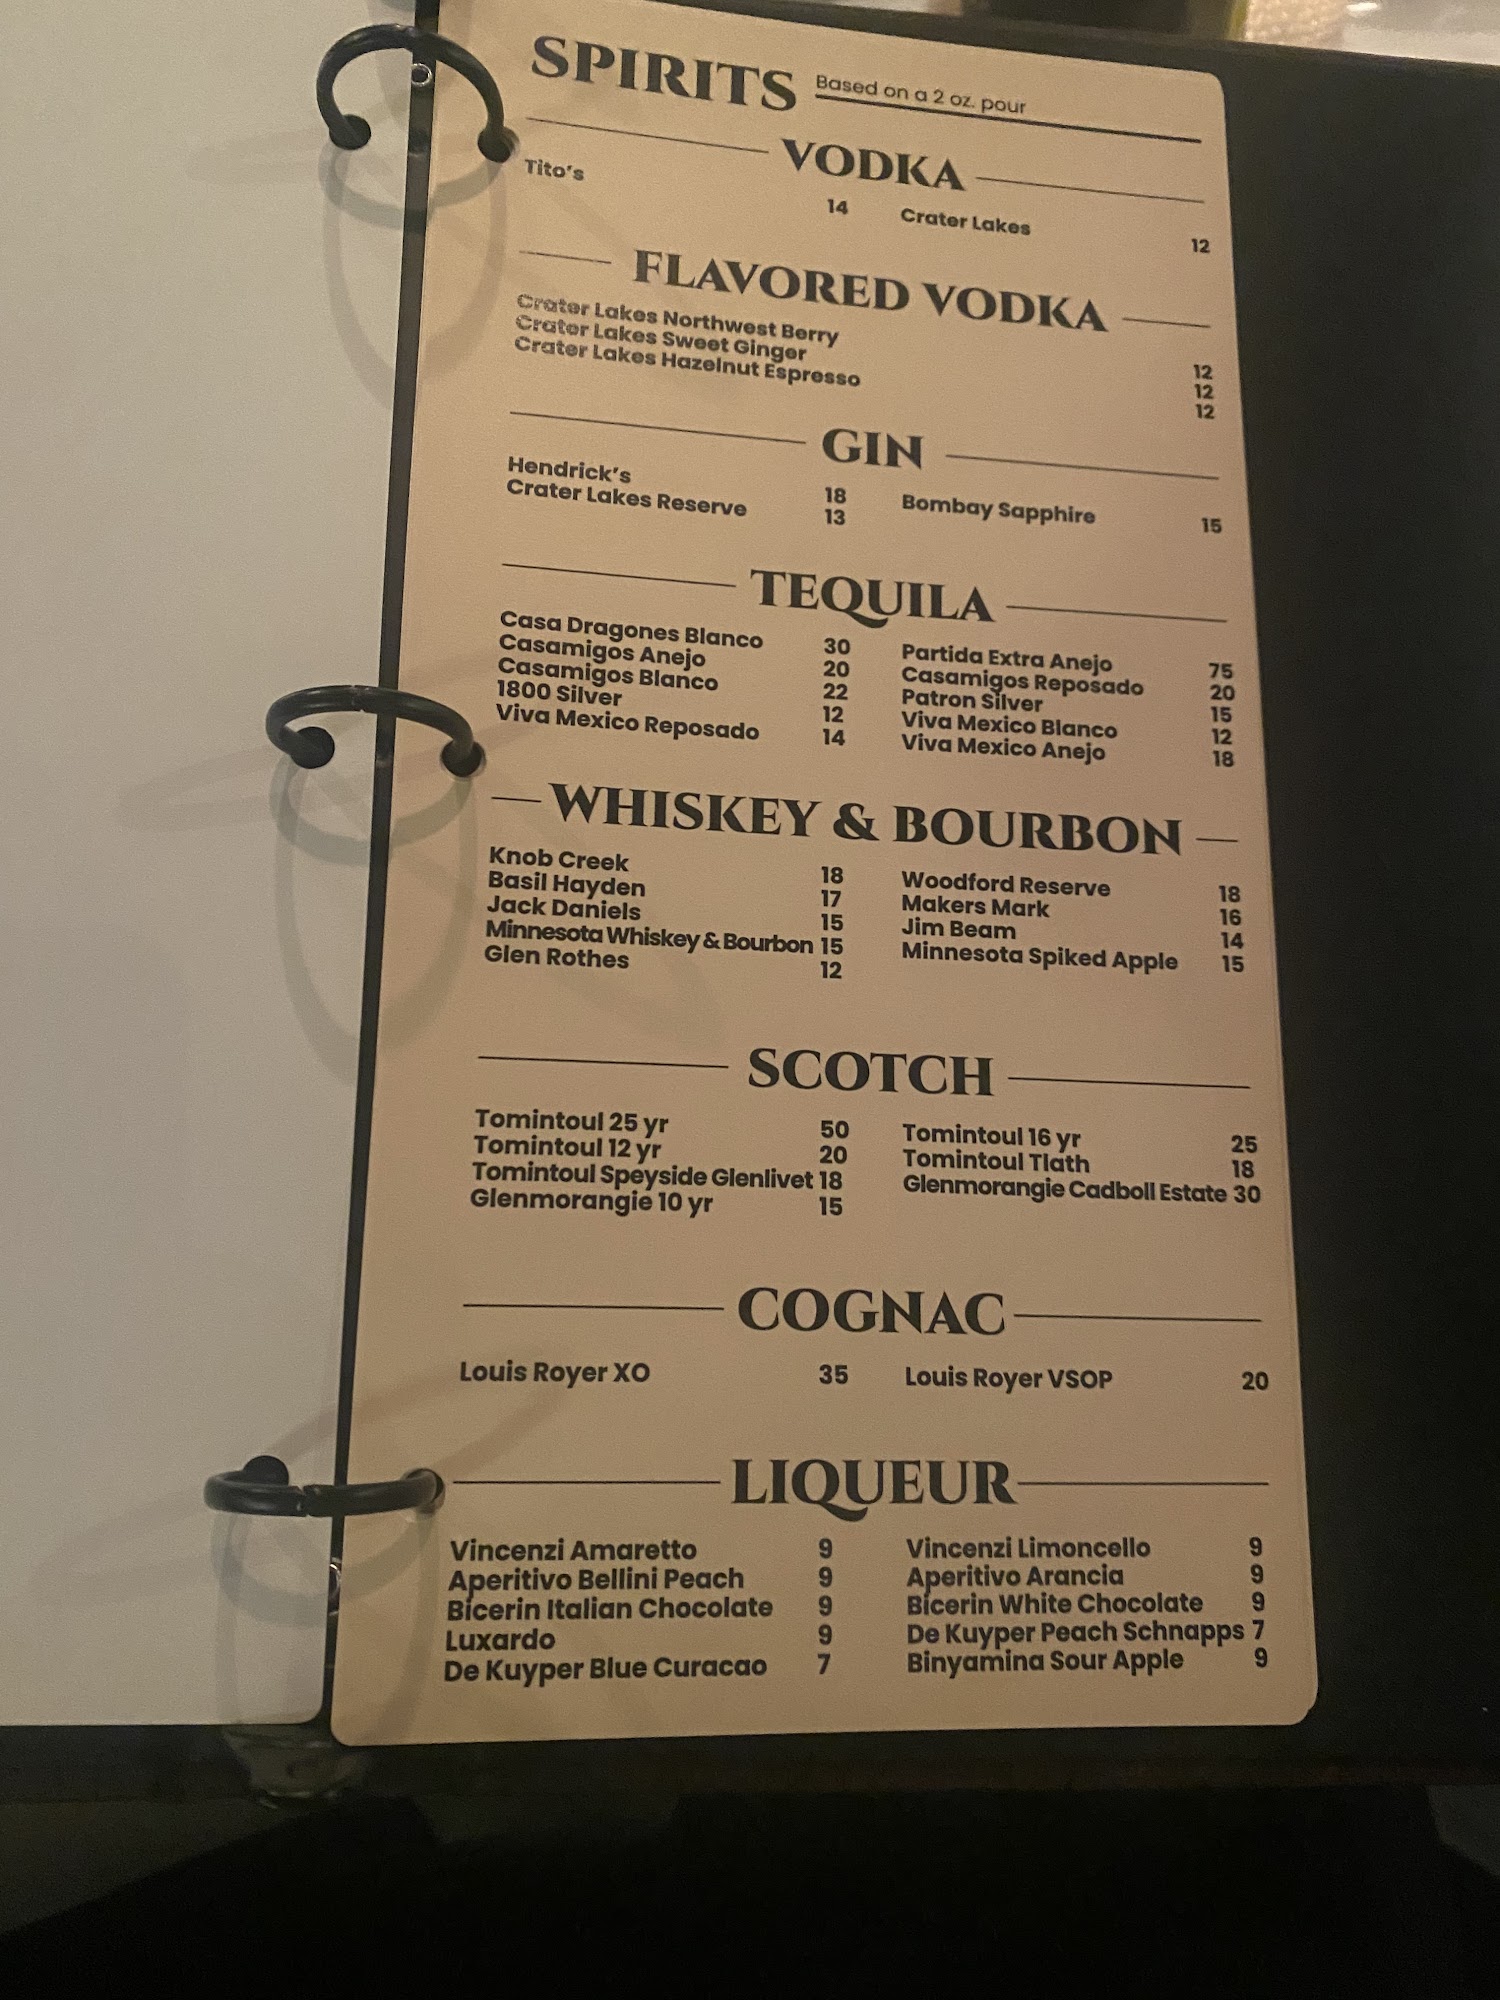 SPIRITS Based on a 2 oz. pour
VODKA
Tito's 14 Crater Lakes 12
FLAVORED VODKA
Crater Lakes Northwest Berry 12
Crater Lakes Sweet Ginger 12
Crater Lakes Hazelnut Espresso 12
GIN
Hendrick's 18 Bombay Sapphire 15
Crater Lakes Reserve 13
TEQUILA
Casa Dragones Blanco 30 Partida Extra Anejo 75
Casamigos Anejo 20 Casamigos Reposado 20
Casamigos Blanco 22 Patron Silver 15
1800 Silver 12 Viva Mexico Blanco 12
Viva Mexico Reposado 14 Viva Mexico Anejo 18
WHISKEY & BOURBON
Knob Creek 18 Woodford Reserve 18
Basil Hayden 17 Makers Mark 16
Jack Daniels 15 Jim Beam 14
Minnesota Whiskey & Bourbon 15 Minnesota Spiked Apple 15
Glen Rothes 12
SCOTCH
Tomintoul 25 yr 50 Tomintoul 16 yr 25
Tomintoul 12 yr 20 Tomintoul Tlath 18
Tomintoul Speyside Glenlivet 18 Glenmorangie Cadboll Estate 30
Glenmorangie 10 yr 15
COGNAC
Louis Royer XO 35 Louis Royer VSOP 20
LIQUEUR
Vincenzi Amaretto 9 Vincenzi Limoncello 9
Aperitivo Bellini Peach 9 Aperitivo Arancia 9
Bicerin Italian Chocolate 9 Bicerin White Chocolate 9
Luxardo 9 De Kuyper Peach Schnapps 7
De Kuyper Blue Curacao 7 Binyamina Sour Apple 9